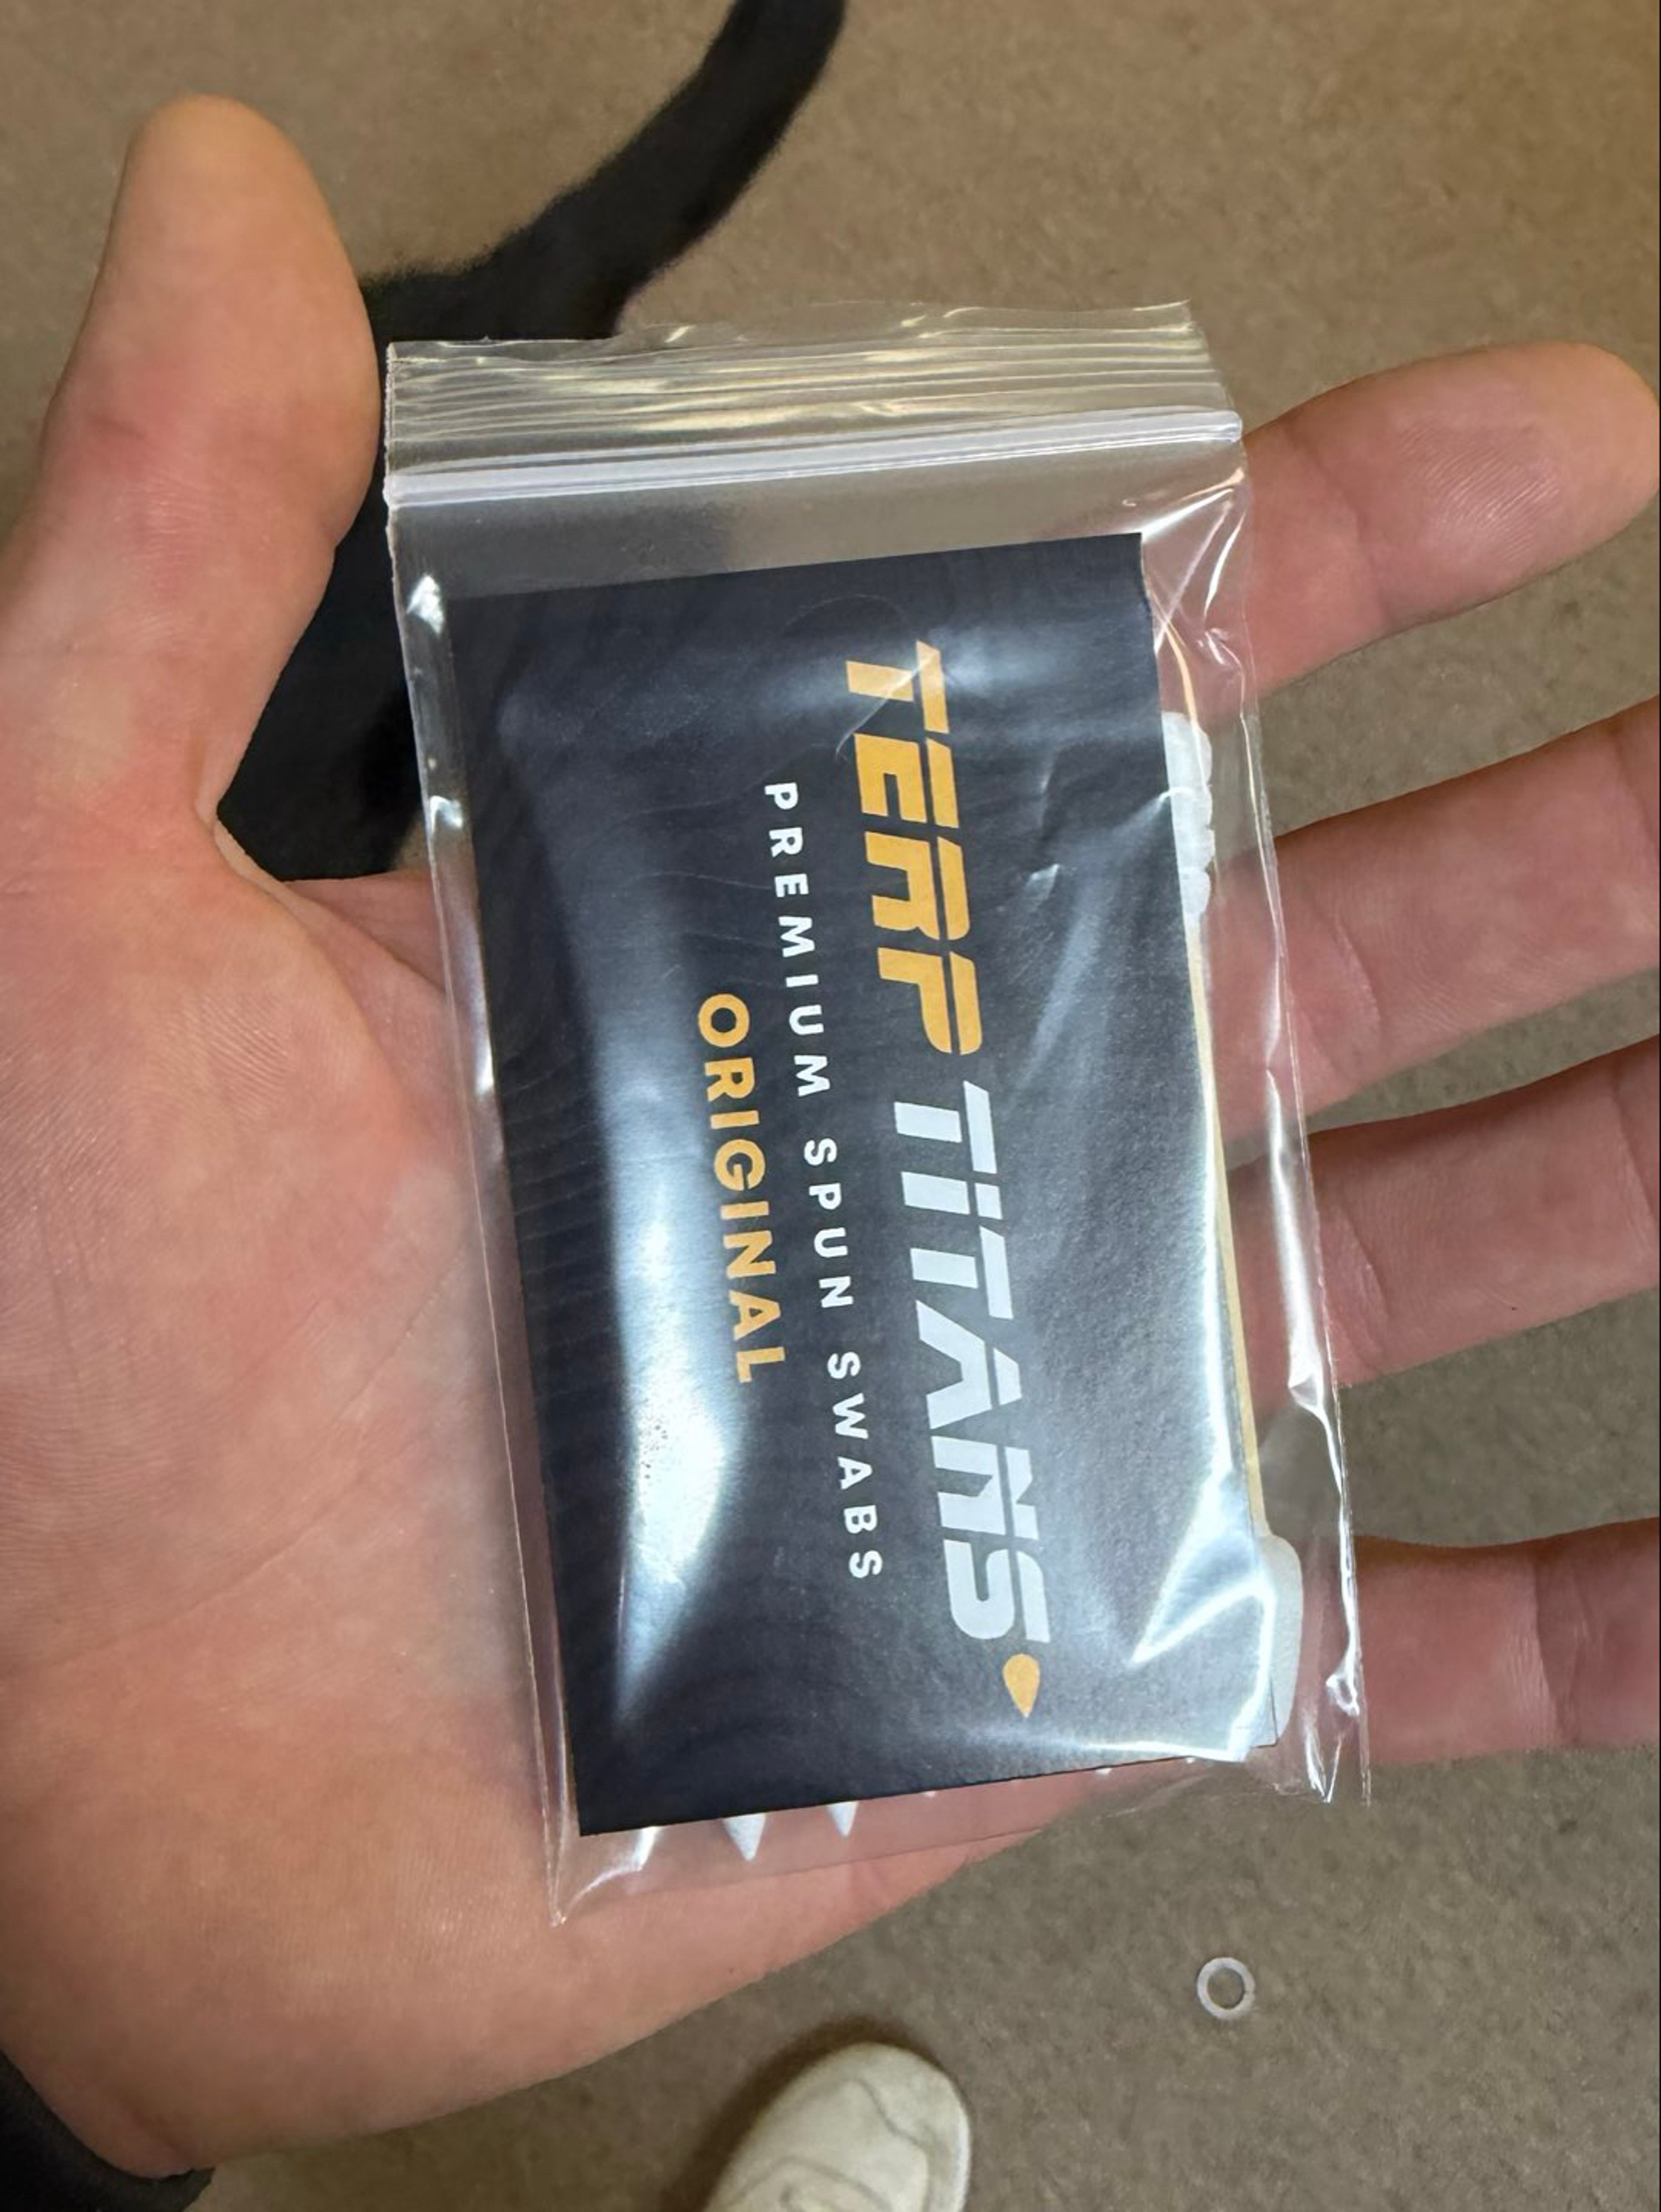 TERP TITANS
PREMIUM SPUN SWABS
ORIGINAL